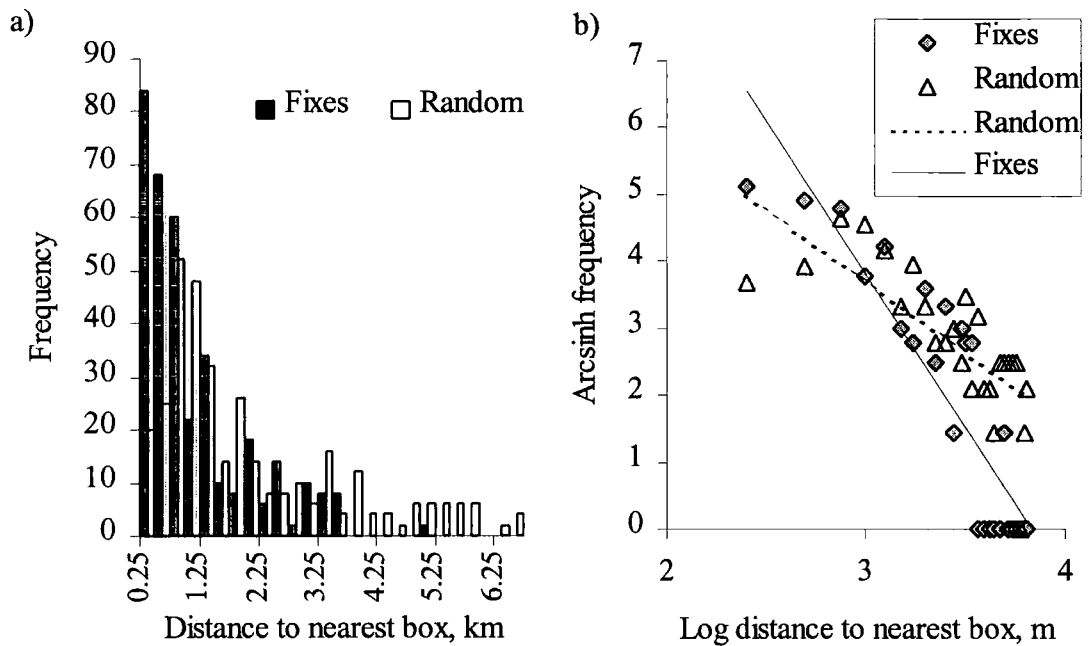 a)
90
80
70
60
50
40
30
20
10
0
Frequency
Fixes
Random
0.25
1.25
2.25
3.25
4.25
5.25
6.25
Distance to nearest box, km
b)
7
6
5
4
3
2
1
0
Arcsinh frequency
Fixes
Random
Random
Fixes
2
3
4
Log distance to nearest box, m